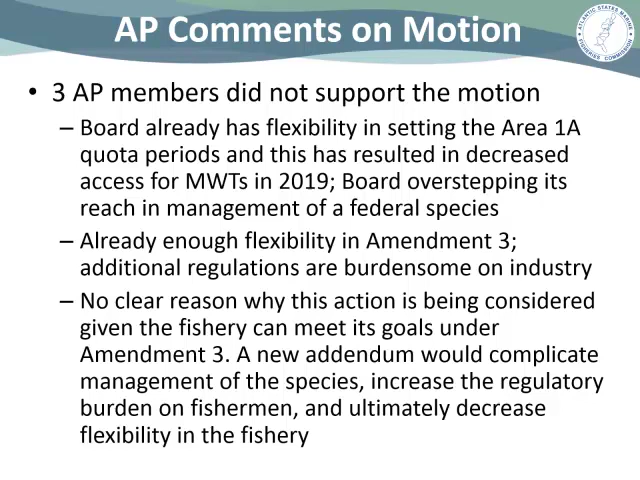 AP Comments on Motion
ATLANTIC STATES MARINE
FISHERIES COMMISSION
• 3 AP members did not support the motion
– Board already has flexibility in setting the Area 1A
quota periods and this has resulted in decreased
access for MWTs in 2019; Board overstepping its
reach in management of a federal species
– Already enough flexibility in Amendment 3;
additional regulations are burdensome on industry
– No clear reason why this action is being considered
given the fishery can meet its goals under
Amendment 3. A new addendum would complicate
management of the species, increase the regulatory
burden on fishermen, and ultimately decrease
flexibility in the fishery